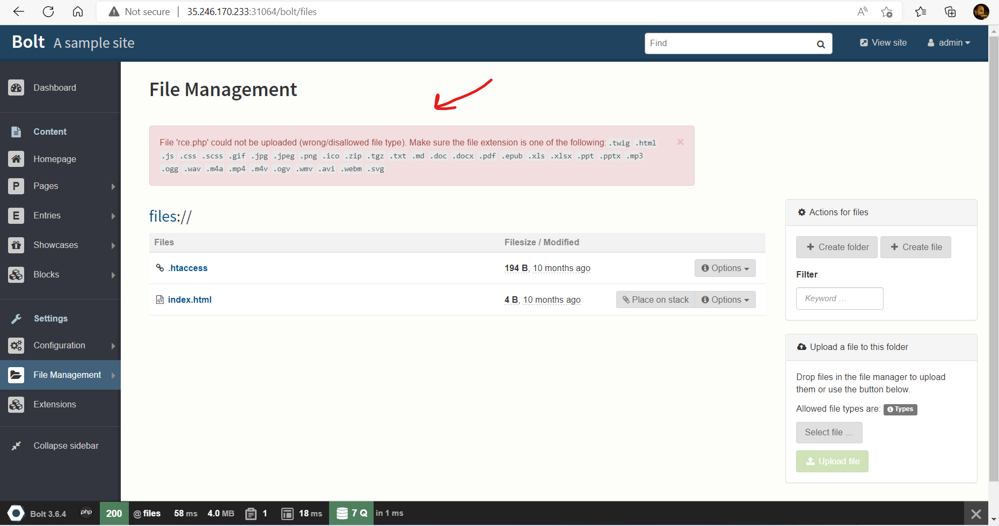 Not secure | 35.246.170.233:31064/bolt/files
Bolt A sample site
Find
View site
admin
Dashboard
Content
Homepage
P Pages
E Entries
Showcases
Blocks
Settings
Configuration
File Management
Extensions
Collapse sidebar
File Management
File 'rce.php' could not be uploaded (wrong/disallowed file type). Make sure the file extension is one of the following: .twig .html
.js .css .scss .gif .jpg .jpeg .png .ico .zip .tgz .txt .md .doc .docx .pdf .epub .xls .xlsx .ppt .pptx .mp3
.ogg .wav .m4a .mp4 .m4v .ogv .wmv .avi .webm .svg
files://
Files Filesize / Modified
.htaccess 194 B, 10 months ago Options
index.html 4 B, 10 months ago Place on stack Options
Actions for files
+ Create folder + Create file
Filter
Keyword ...
Upload a file to this folder
Drop files in the file manager to upload
them or use the button below.
Allowed file types are: Types
Select file ...
Upload file
Bolt 3.6.4 php 200 @ files 58 ms 4.0 MB 1 18 ms 7 Q in 1 ms